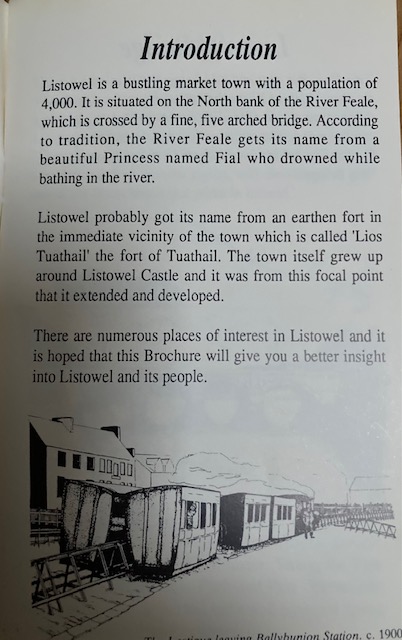 Introduction
Listowel is a bustling market town with a population of
4,000. It is situated on the North bank of the River Feale,
which is crossed by a fine, five arched bridge. According
to tradition, the River Feale gets its name from a
beautiful Princess named Fial who drowned while
bathing in the river.
Listowel probably got its name from an earthen fort in
the immediate vicinity of the town which is called 'Lios
Tuathail' the fort of Tuathail. The town itself grew up
around Listowel Castle and it was from this focal point
that it extended and developed.
There are numerous places of interest in Listowel and it
is hoped that this Brochure will give you a better insight
into Listowel and its people.
The Lartigue leaving Ballybunion Station, c. 1900